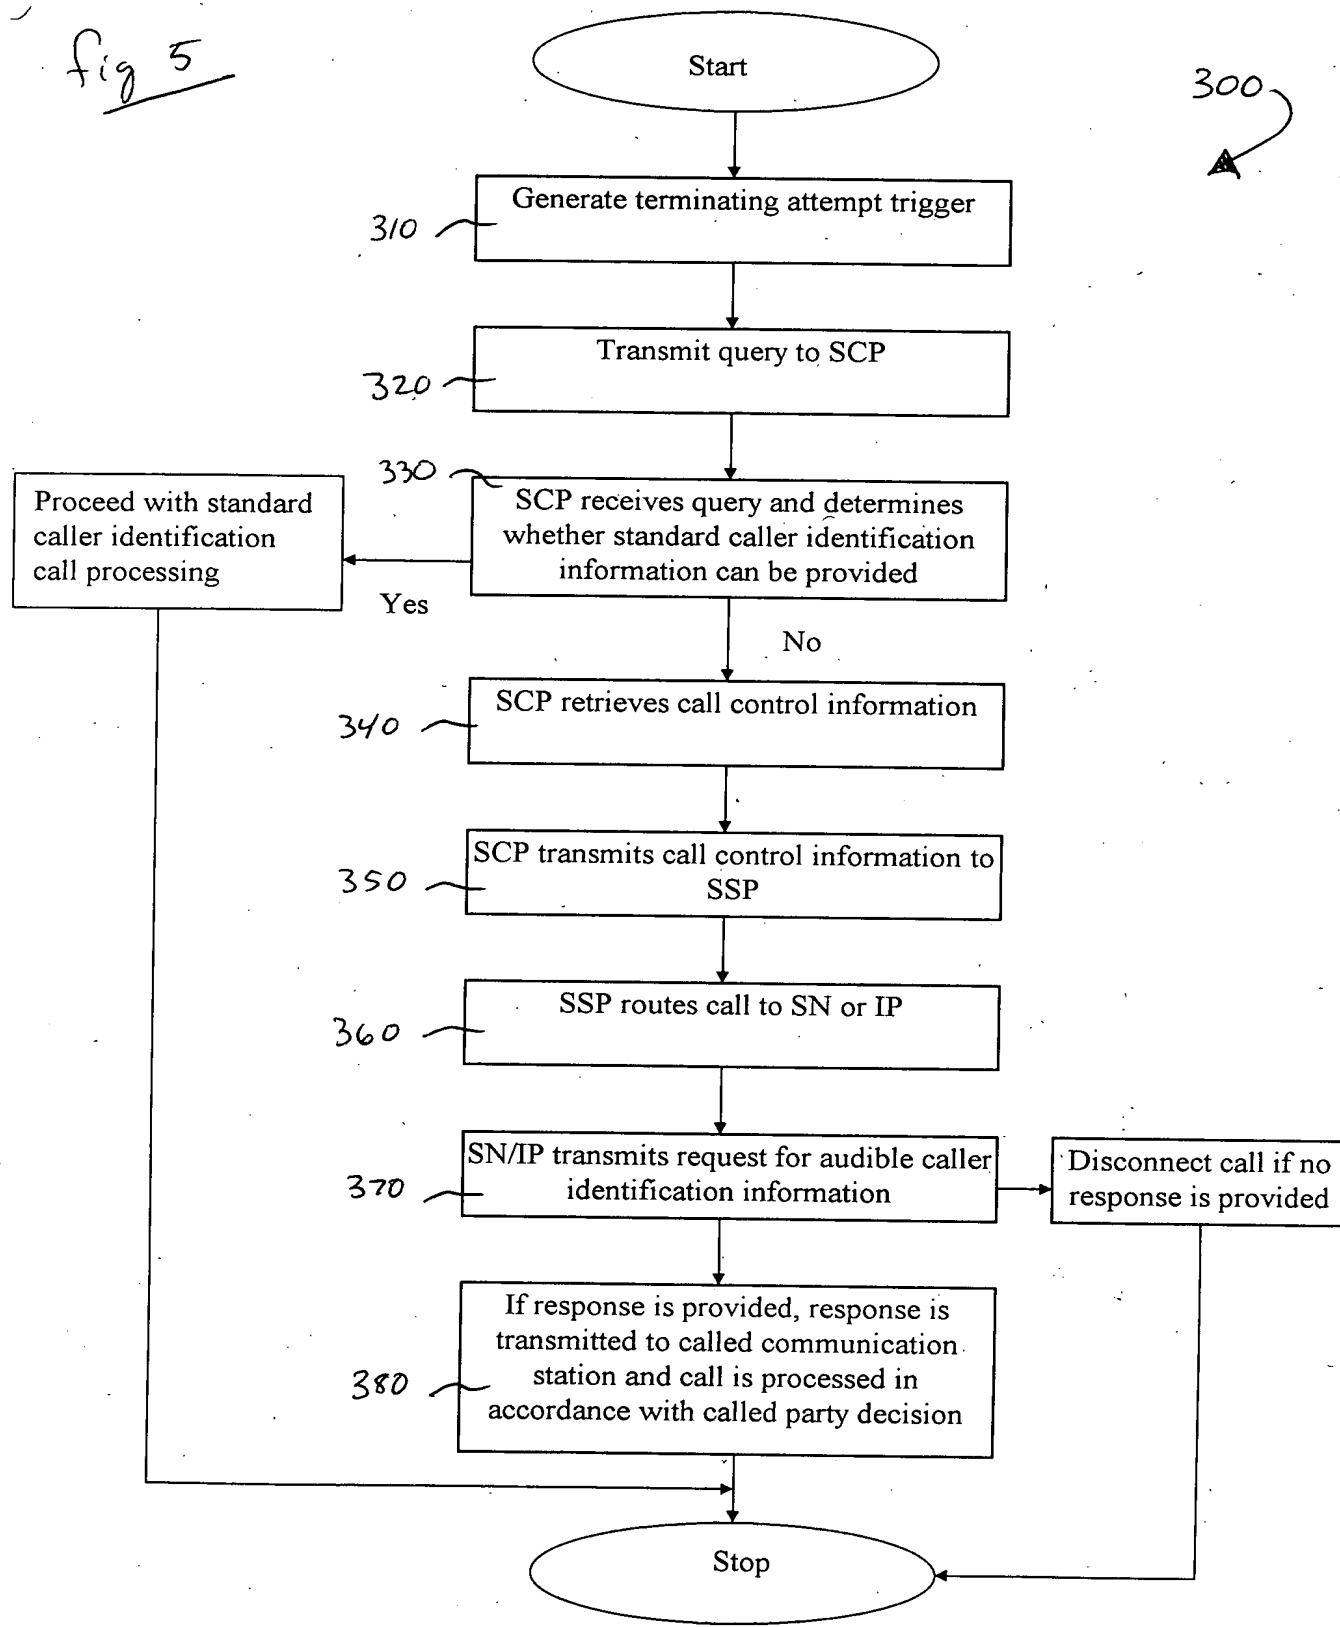 fig 5
Start
300
Generate terminating attempt trigger
310
Transmit query to SCP
320
330
SCP receives query and determines
whether standard caller identification
information can be provided
Proceed with standard
caller identification
call processing
Yes
No
SCP retrieves call control information
340
SCP transmits call control information to
SSP
350
SSP routes call to SN or IP
360
SN/IP transmits request for audible caller
identification information
370
Disconnect call if no
response is provided
If response is provided, response is
transmitted to called communication
station and call is processed in
accordance with called party decision
380
Stop